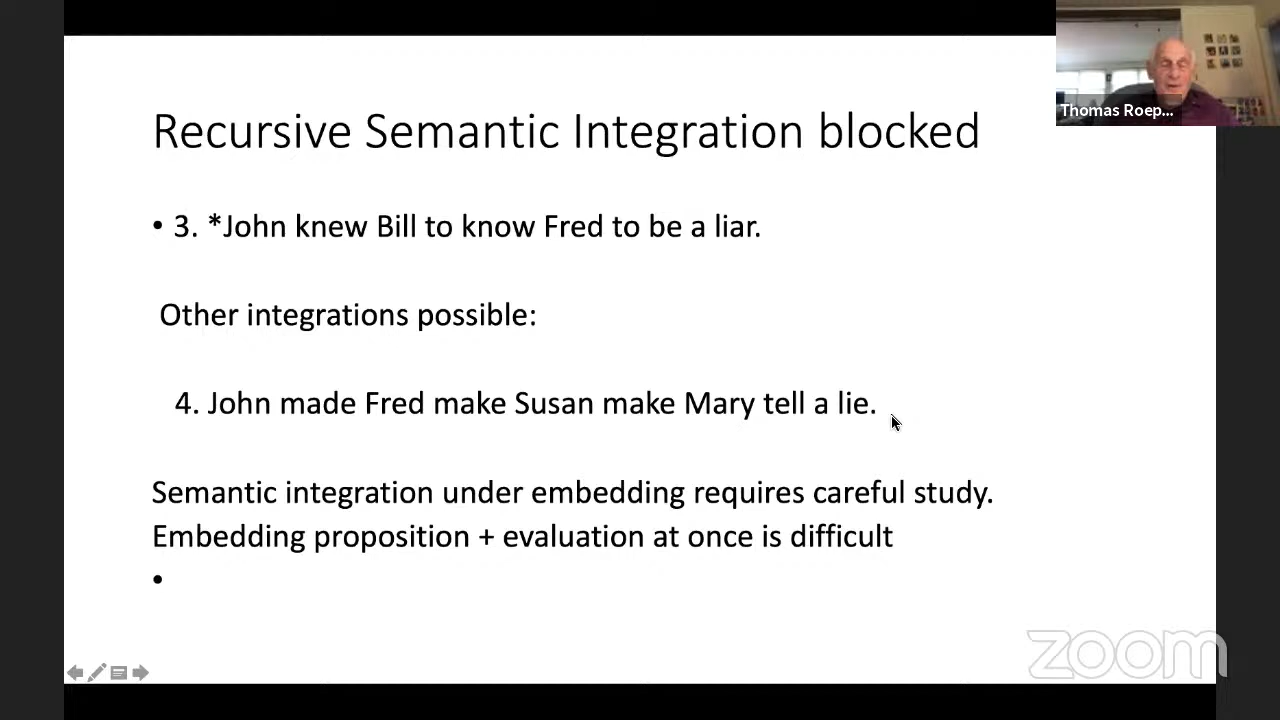 Thomas Roep...
Recursive Semantic Integration blocked
• 3. *John knew Bill to know Fred to be a liar.
Other integrations possible:
4. John made Fred make Susan make Mary tell a lie.
Semantic integration under embedding requires careful study.
Embedding proposition + evaluation at once is difficult
•
zoom